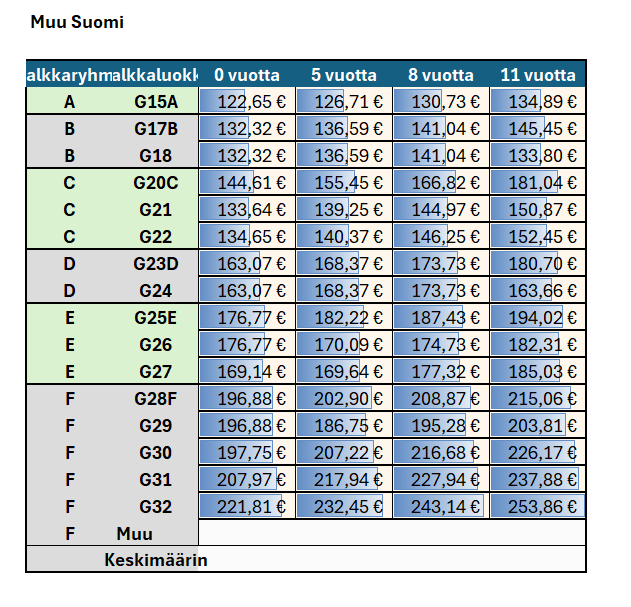 Muu Suomi
alkkaryhm alkkaluokk 0 vuotta 5 vuotta 8 vuotta 11 vuotta
A G15A 122,65 € 126,71 € 130,73 € 134,89 €
B G17B 132,32 € 136,59 € 141,04 € 145,45 €
B G18 132,32 € 136,59 € 141,04 € 133,80 €
C G20C 144,61 € 155,45 € 166,82 € 181,04 €
C G21 133,64 € 139,25 € 144,97 € 150,87 €
C G22 134,65 € 140,37 € 146,25 € 152,45 €
D G23D 163,07 € 168,37 € 173,73 € 180,70 €
D G24 163,07 € 168,37 € 173,73 € 163,66 €
E G25E 176,77 € 182,22 € 187,43 € 194,02 €
E G26 176,77 € 170,09 € 174,73 € 182,31 €
E G27 169,14 € 169,64 € 177,32 € 185,03 €
F G28F 196,88 € 202,90 € 208,87 € 215,06 €
F G29 196,88 € 186,75 € 195,28 € 203,81 €
F G30 197,75 € 207,22 € 216,68 € 226,17 €
F G31 207,97 € 217,94 € 227,94 € 237,88 €
F G32 221,81 € 232,45 € 243,14 € 253,86 €
F Muu
Keskimäärin